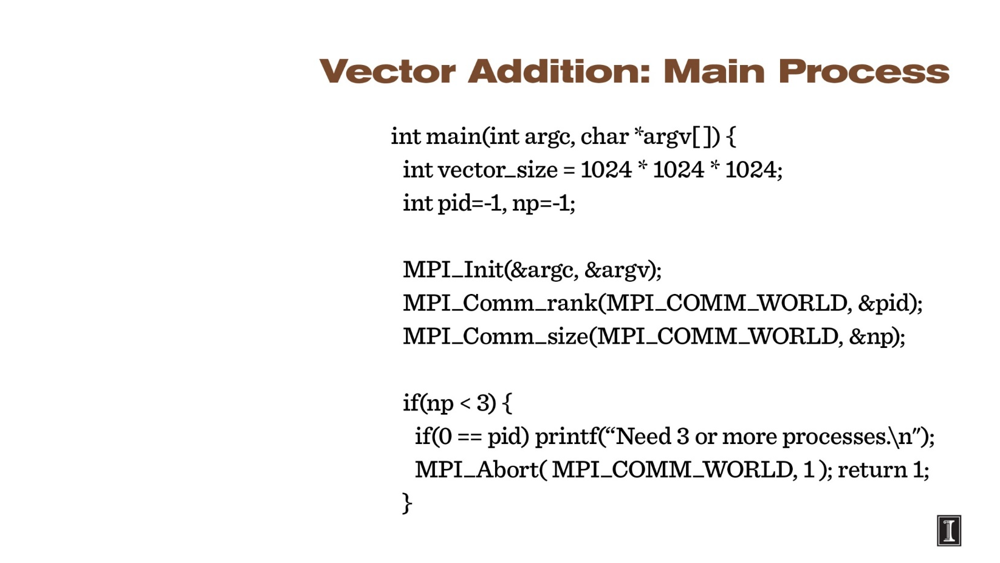 Vector Addition: Main Process
int main(int argc, char *argv[]) {
int vector_size = 1024 * 1024 * 1024;
int pid=-1, np=-1;
MPI_Init(&argc, &argv);
MPI_Comm_rank(MPI_COMM_WORLD, &pid);
MPI_Comm_size(MPI_COMM_WORLD, &np);
if(np < 3) {
if(0 == pid) printf(“Need 3 or more processes.\n");
MPI_Abort( MPI_COMM_WORLD, 1 ); return 1;
}
I